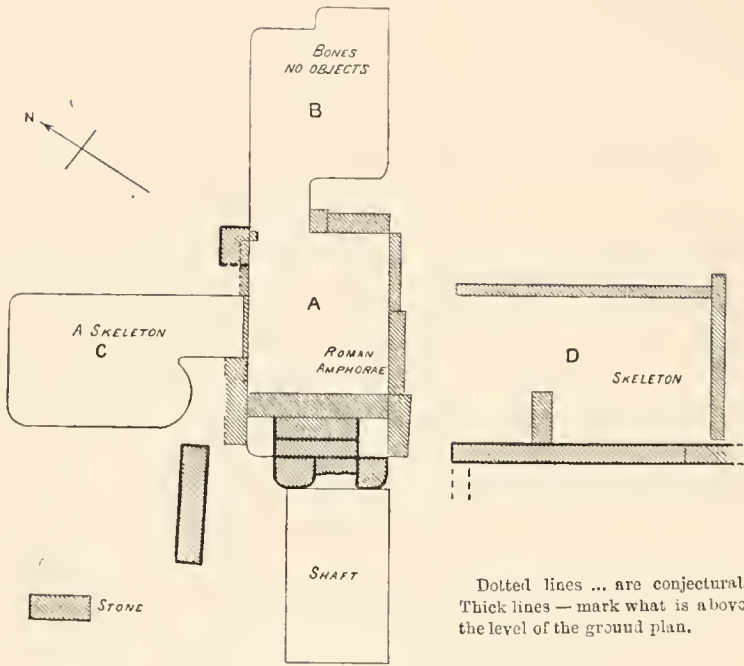 BONES
NO OBJECTS
B
N
A SKELETON
C
A
ROMAN
AMPHORAE
D
SKELETON
SHAFT
STONE
Dotted lines ... are conjectural.
Thick lines — mark what is above
the level of the ground plan.